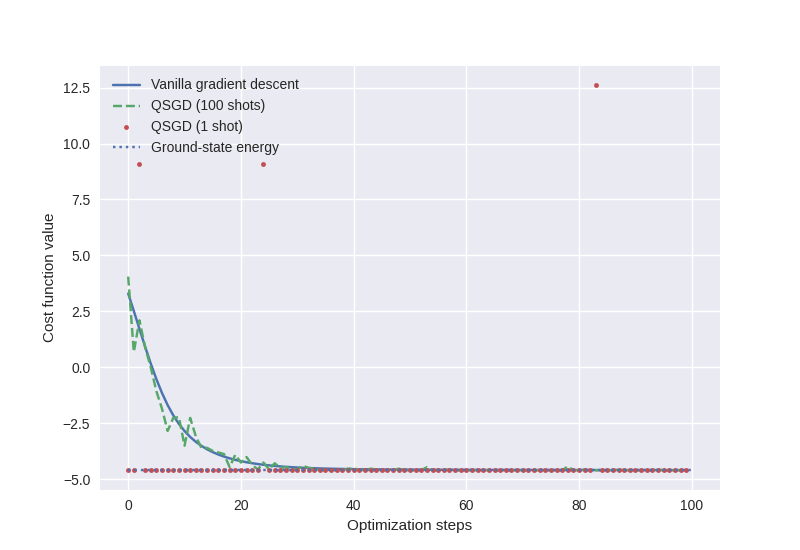 Vanilla gradient descent
QSGD (100 shots)
QSGD (1 shot)
Ground-state energy
12.5
10.0
7.5
5.0
2.5
0.0
−2.5
−5.0
Cost function value
0 20 40 60 80 100
Optimization steps